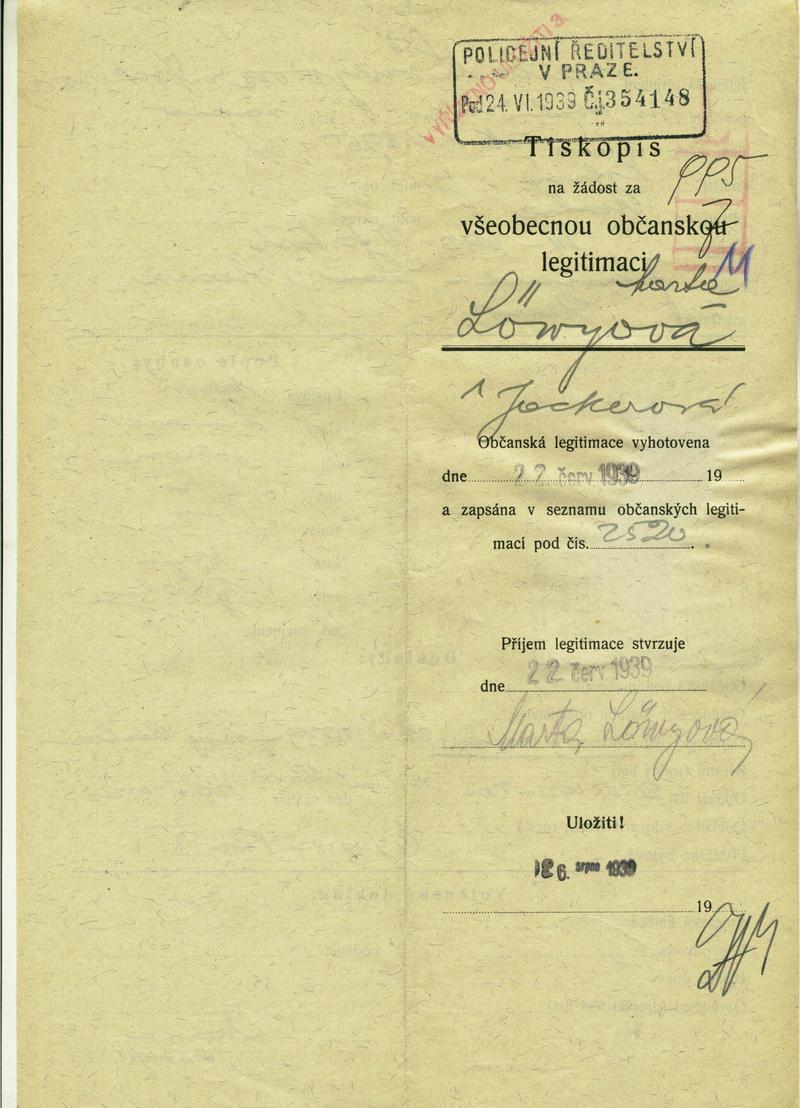 POLICEJNÍ ŘEDITELSTVÍ
V PRAZE.
Pod 24. VI. 1939 Č.j. 354148
Tiskopis
na žádost za
všeobecnou občanskou
legitimaci
Marta
11
Löwyová
Občanská legitimace vyhotovena
dne 22. červ 1939 19
a zapsána v seznamu občanských legiti-
mací pod čís. 2520.
Příjem legitimace stvrzuje
dne 22. červ 1939
Marta Löwyová
Uložiti!
srpna 1939
19